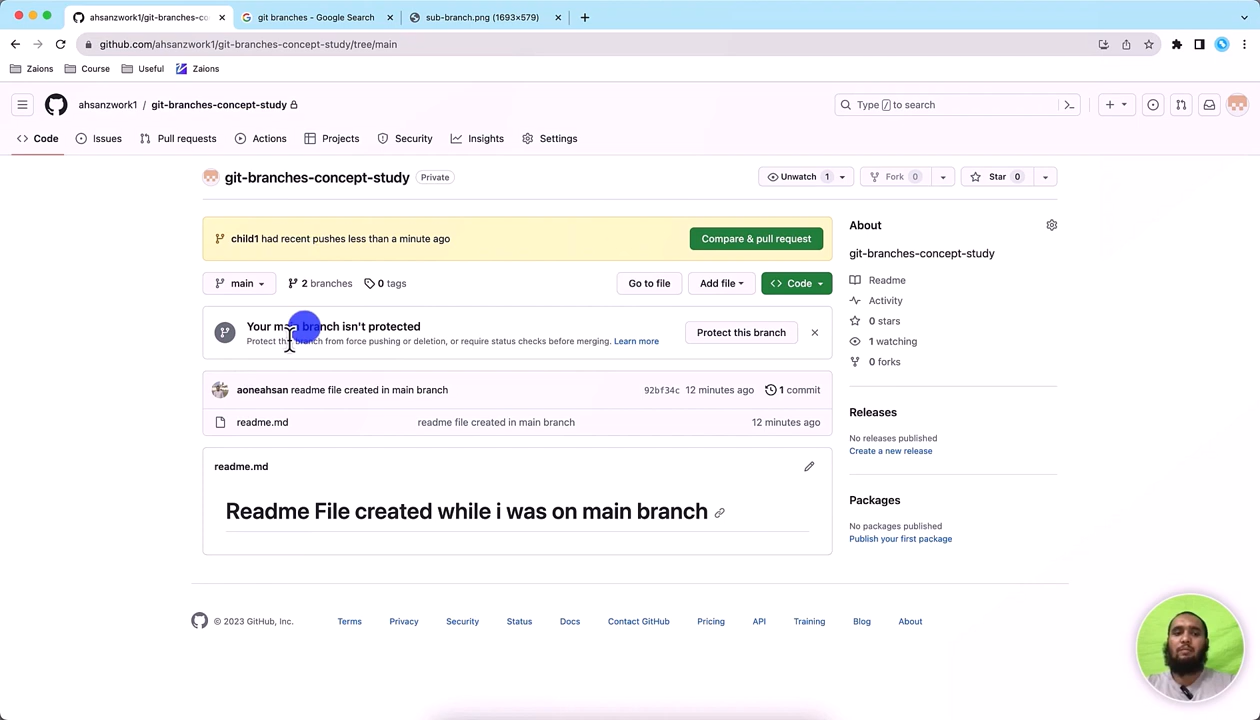 ahsanzwork1/git-branches-co
git branches - Google Search
sub-branch.png (1693×579)
github.com/ahsanzwork1/git-branches-concept-study/tree/main
Zaions
Course
Useful
Zaions
ahsanzwork1 / git-branches-concept-study
Type / to search
Code
Issues
Pull requests
Actions
Projects
Security
Insights
Settings
git-branches-concept-study Private
Unwatch 1
Fork 0
Star 0
child1 had recent pushes less than a minute ago
Compare & pull request
main
2 branches
0 tags
Go to file
Add file
Code
Your main branch isn't protected
Protect this branch from force pushing or deletion, or require status checks before merging. Learn more
Protect this branch
aoneahsan readme file created in main branch
92bf34c 12 minutes ago
1 commit
readme.md
readme file created in main branch
12 minutes ago
readme.md
Readme File created while i was on main branch
About
git-branches-concept-study
Readme
Activity
0 stars
1 watching
0 forks
Releases
No releases published
Create a new release
Packages
No packages published
Publish your first package
© 2023 GitHub, Inc.
Terms
Privacy
Security
Status
Docs
Contact GitHub
Pricing
API
Training
Blog
About